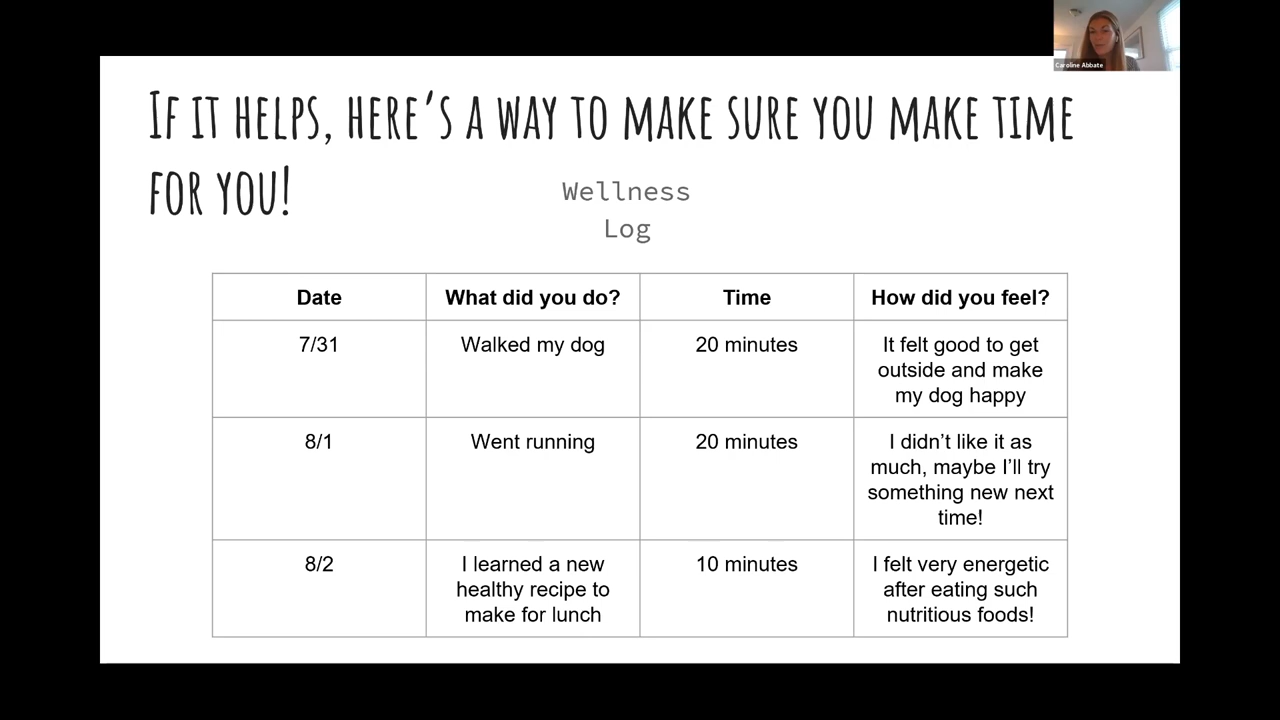 Caroline Abbate
IF IT HELPS, HERE'S A WAY TO MAKE SURE YOU MAKE TIME
FOR YOU!
Wellness
Log
Date
What did you do?
Time
How did you feel?
7/31
Walked my dog
20 minutes
It felt good to get
outside and make
my dog happy
8/1
Went running
20 minutes
I didn't like it as
much, maybe I'll try
something new next
time!
8/2
I learned a new
healthy recipe to
make for lunch
10 minutes
I felt very energetic
after eating such
nutritious foods!